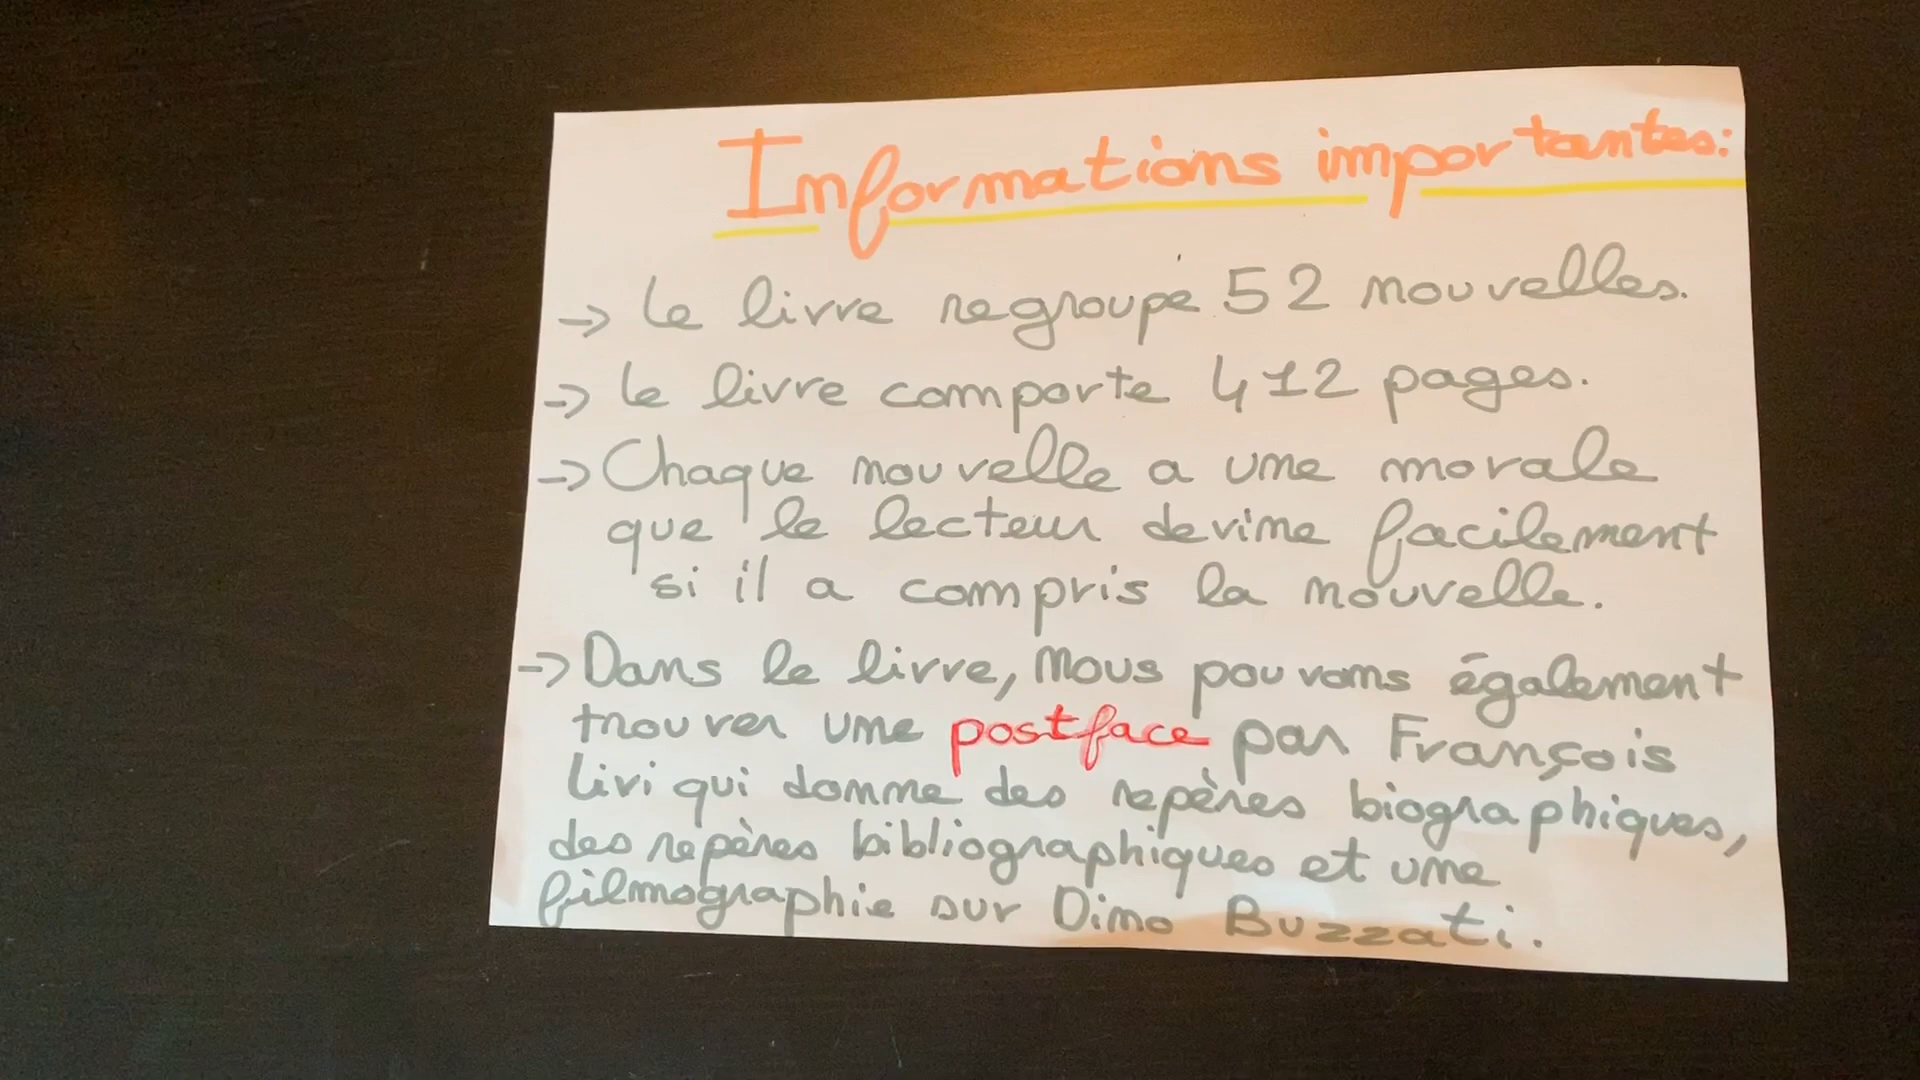 Informations importantes:
-> Le livre regroupe 52 nouvelles.
-> Le livre comporte 412 pages.
-> Chaque nouvelle a une morale
que le lecteur devine facilement
si il a compris la nouvelle.
-> Dans le livre, nous pouvons également
trouver une postface par François
Livi qui donne des repères biographiques,
des repères bibliographiques et une
filmographie sur Dino Buzzati.